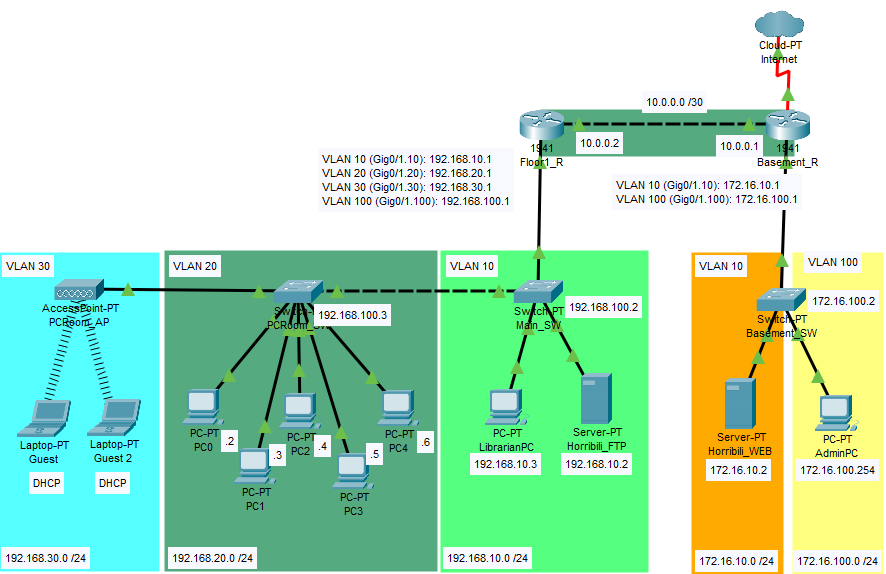 Cloud-PT
Internet
10.0.0.0 /30
10.0.0.2
10.0.0.1
1941
Floor1_R
1941
Basement_R
VLAN 10 (Gig0/1.10): 192.168.10.1
VLAN 20 (Gig0/1.20): 192.168.20.1
VLAN 30 (Gig0/1.30): 192.168.30.1
VLAN 100 (Gig0/1.100): 192.168.100.1
VLAN 10 (Gig0/1.10): 172.16.10.1
VLAN 100 (Gig0/1.100): 172.16.100.1
VLAN 30
VLAN 20
VLAN 10
VLAN 10
VLAN 100
AccessPoint-PT
PCRoom_AP
192.168.100.3
PCRoom_SW
Switch-PT
Main_SW
192.168.100.2
Switch-PT
Basement_SW
172.16.100.2
Laptop-PT
Guest
DHCP
Laptop-PT
Guest 2
DHCP
PC-PT
PC0
.2
PC-PT
PC1
.3
PC-PT
PC2
.4
PC-PT
PC3
.5
PC-PT
PC4
.6
PC-PT
LibrarianPC
192.168.10.3
Server-PT
Horribili_FTP
192.168.10.2
Server-PT
Horribili_WEB
172.16.10.2
PC-PT
AdminPC
172.16.100.254
192.168.30.0 /24
192.168.20.0 /24
192.168.10.0 /24
172.16.10.0 /24
172.16.100.0 /24